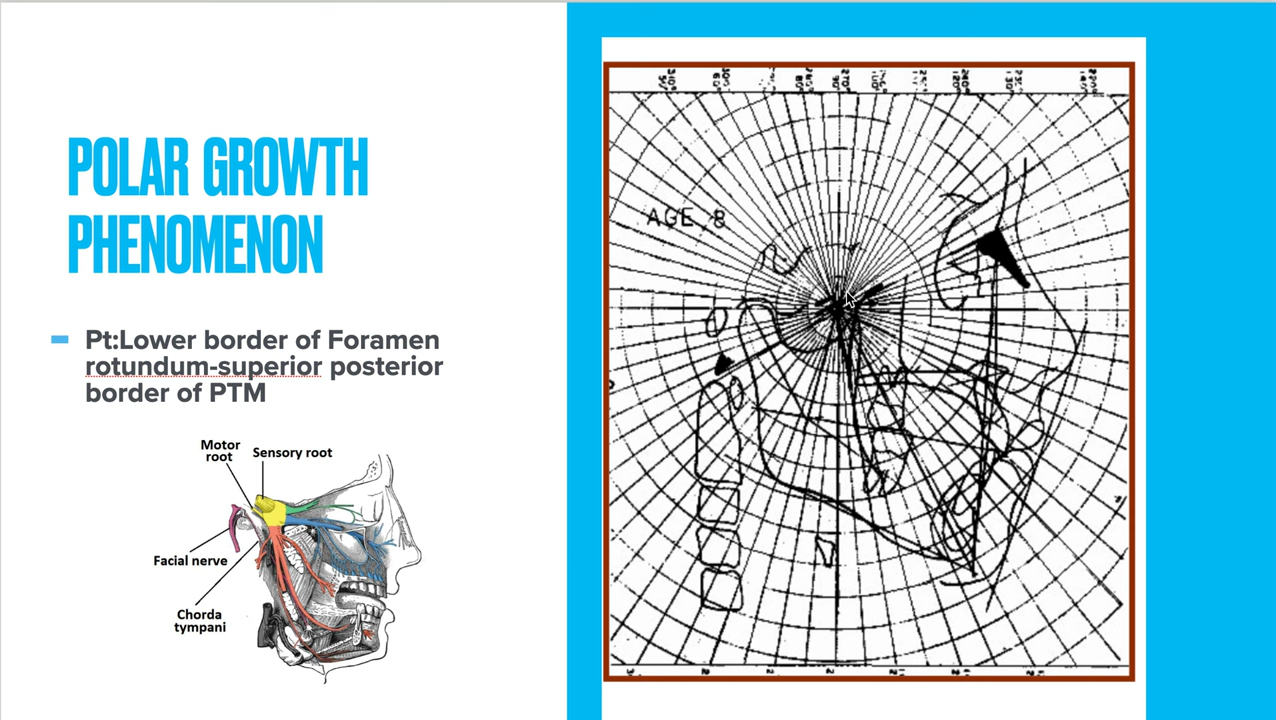 POLAR GROWTH
PHENOMENON
Pt:Lower border of Foramen
rotundum-superior posterior
border of PTM
Motor
root
Sensory root
Facial nerve
Chorda
tympani
AGE 8